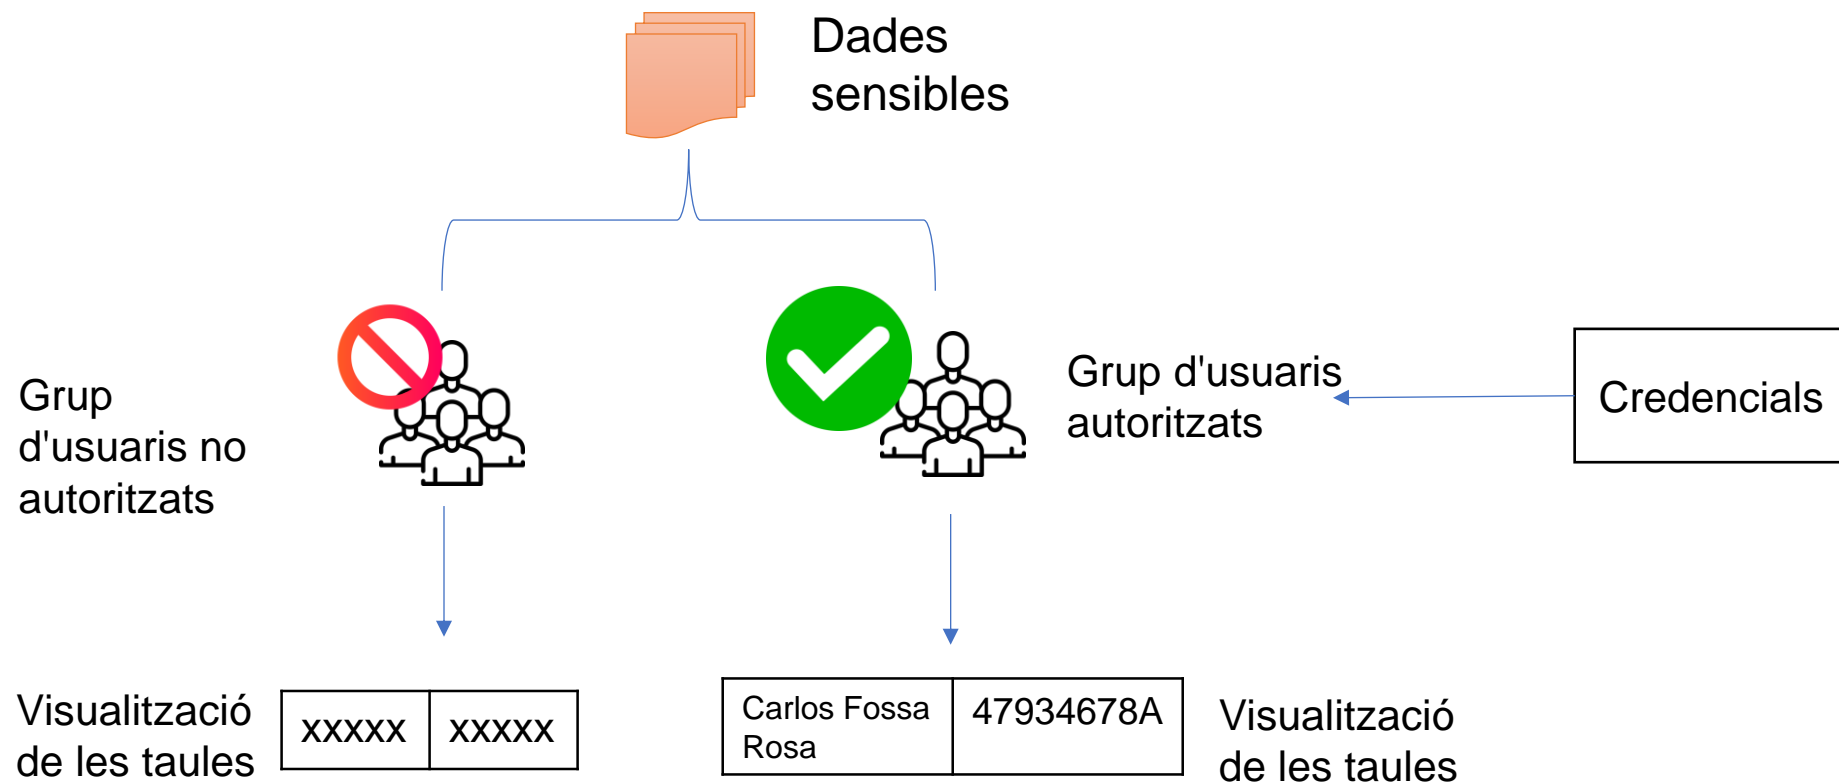 Dades
sensibles
Grup d'usuaris
autoritzats
Credencials
Grup
d'usuaris no
autoritzats
Visualització
de les taules
xxxxx
xxxxx
Carlos Fossa
Rosa
47934678A
Visualització
de les taules